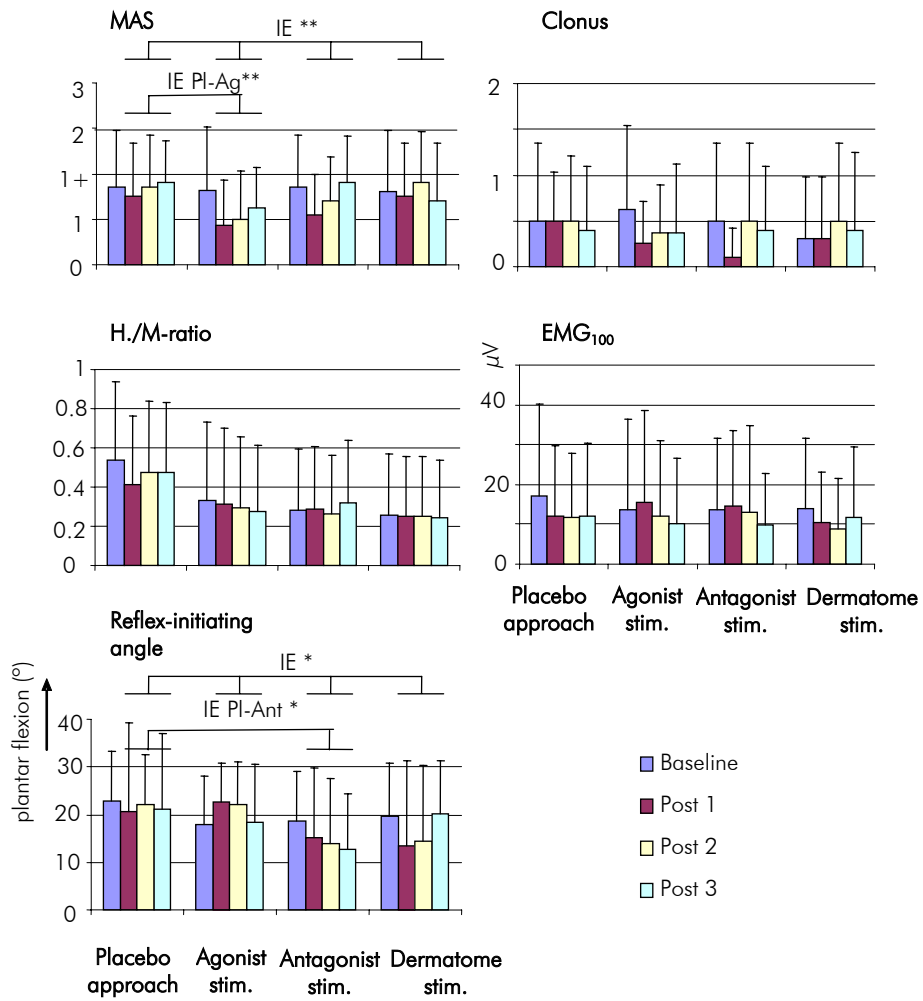 MAS
IE **
IE Pl-Ag**
3
2
1+
1
0
Clonus
2
1
0
H./M-ratio
1
0.8
0.6
0.4
0.2
0
EMG100
µV
40
20
0
Placebo approach
Agonist stim.
Antagonist stim.
Dermatome stim.
Reflex-initiating
angle
IE *
IE Pl-Ant *
plantar flexion (°)
40
30
20
10
0
Placebo approach
Agonist stim.
Antagonist stim.
Dermatome stim.
Baseline
Post 1
Post 2
Post 3